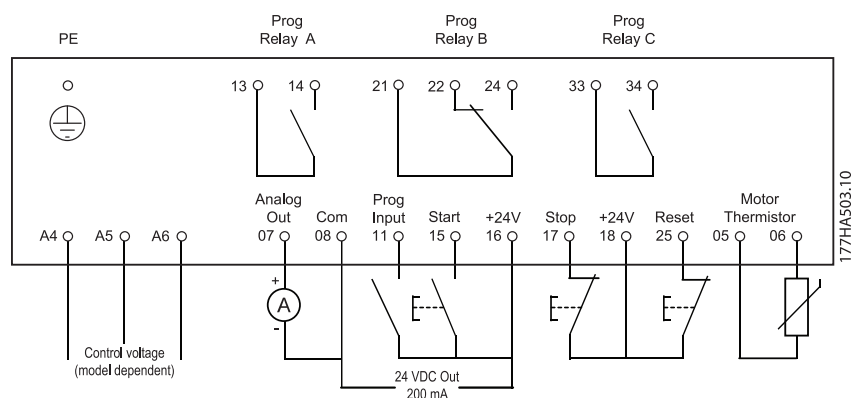 PE
Prog
Relay A
Prog
Relay B
Prog
Relay C
13 14 21 22 24 33 34
Analog
Out
07
Com
08
Prog
Input
11
Start
15
+24V
16
Stop
17
+24V
18
Reset
25
Motor
Thermistor
05 06
A4 A5 A6
+
A
-
Control voltage
(model dependent)
24 VDC Out
200 mA
177HA503.10